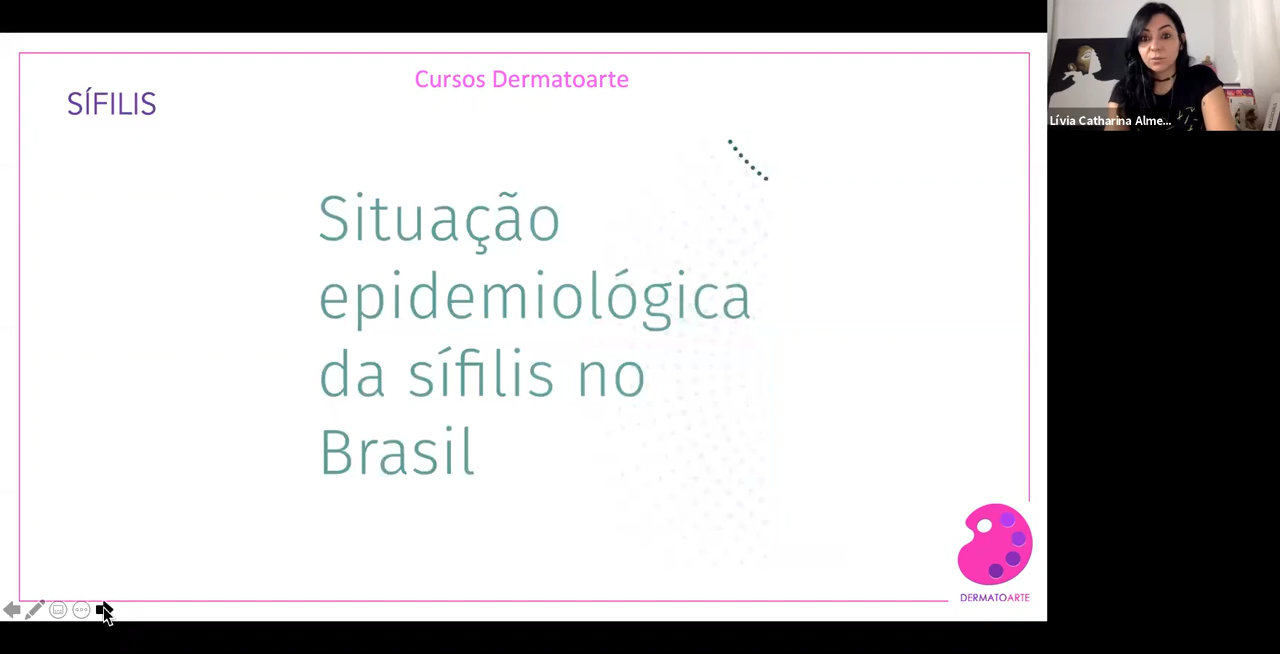 Cursos Dermatoarte
SÍFILIS
Situação
epidemiológica
da sífilis no
Brasil
DERMATOARTE
Lívia Catharina Alme...